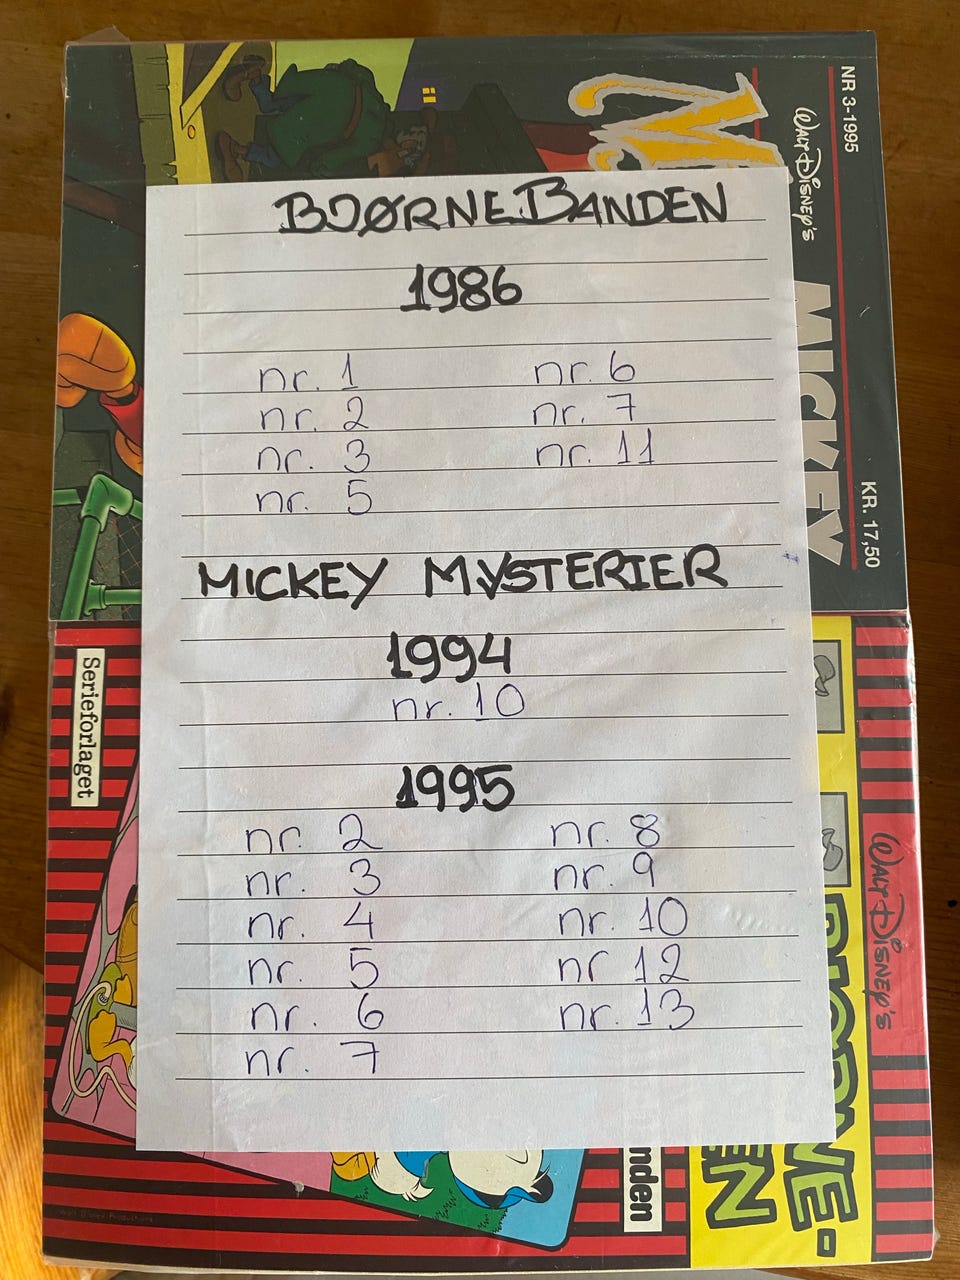 NR 3-1995
WALT DISNEY'S
MICKEY
KR. 17,50
BJØRNEBANDEN
1986
nr. 1 nr. 6
nr. 2 nr. 7
nr. 3 nr. 11
nr. 5
MICKEY MYSTERIER
1994
nr. 10
1995
nr. 2 nr. 8
nr. 3 nr. 9
nr. 4 nr. 10
nr. 5 nr 12
nr. 6 nr. 13
nr. 7
Serieforlaget
WALT DISNEY'S